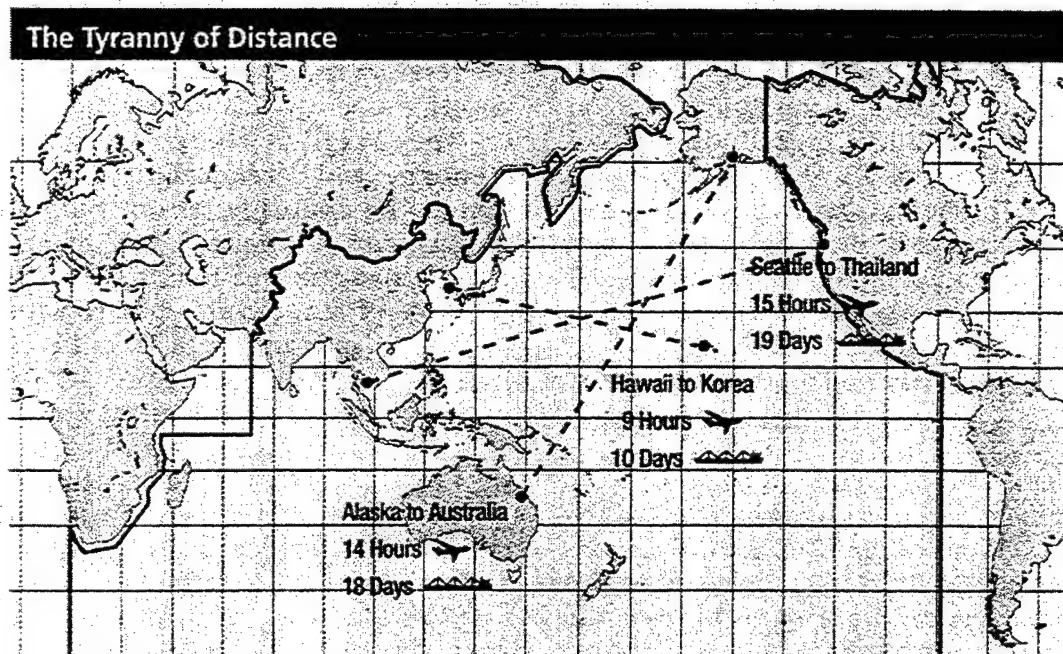 The Tyranny of Distance
Seattle to Thailand
15 Hours
19 Days
Hawaii to Korea
9 Hours
10 Days
Alaska to Australia
14 Hours
18 Days